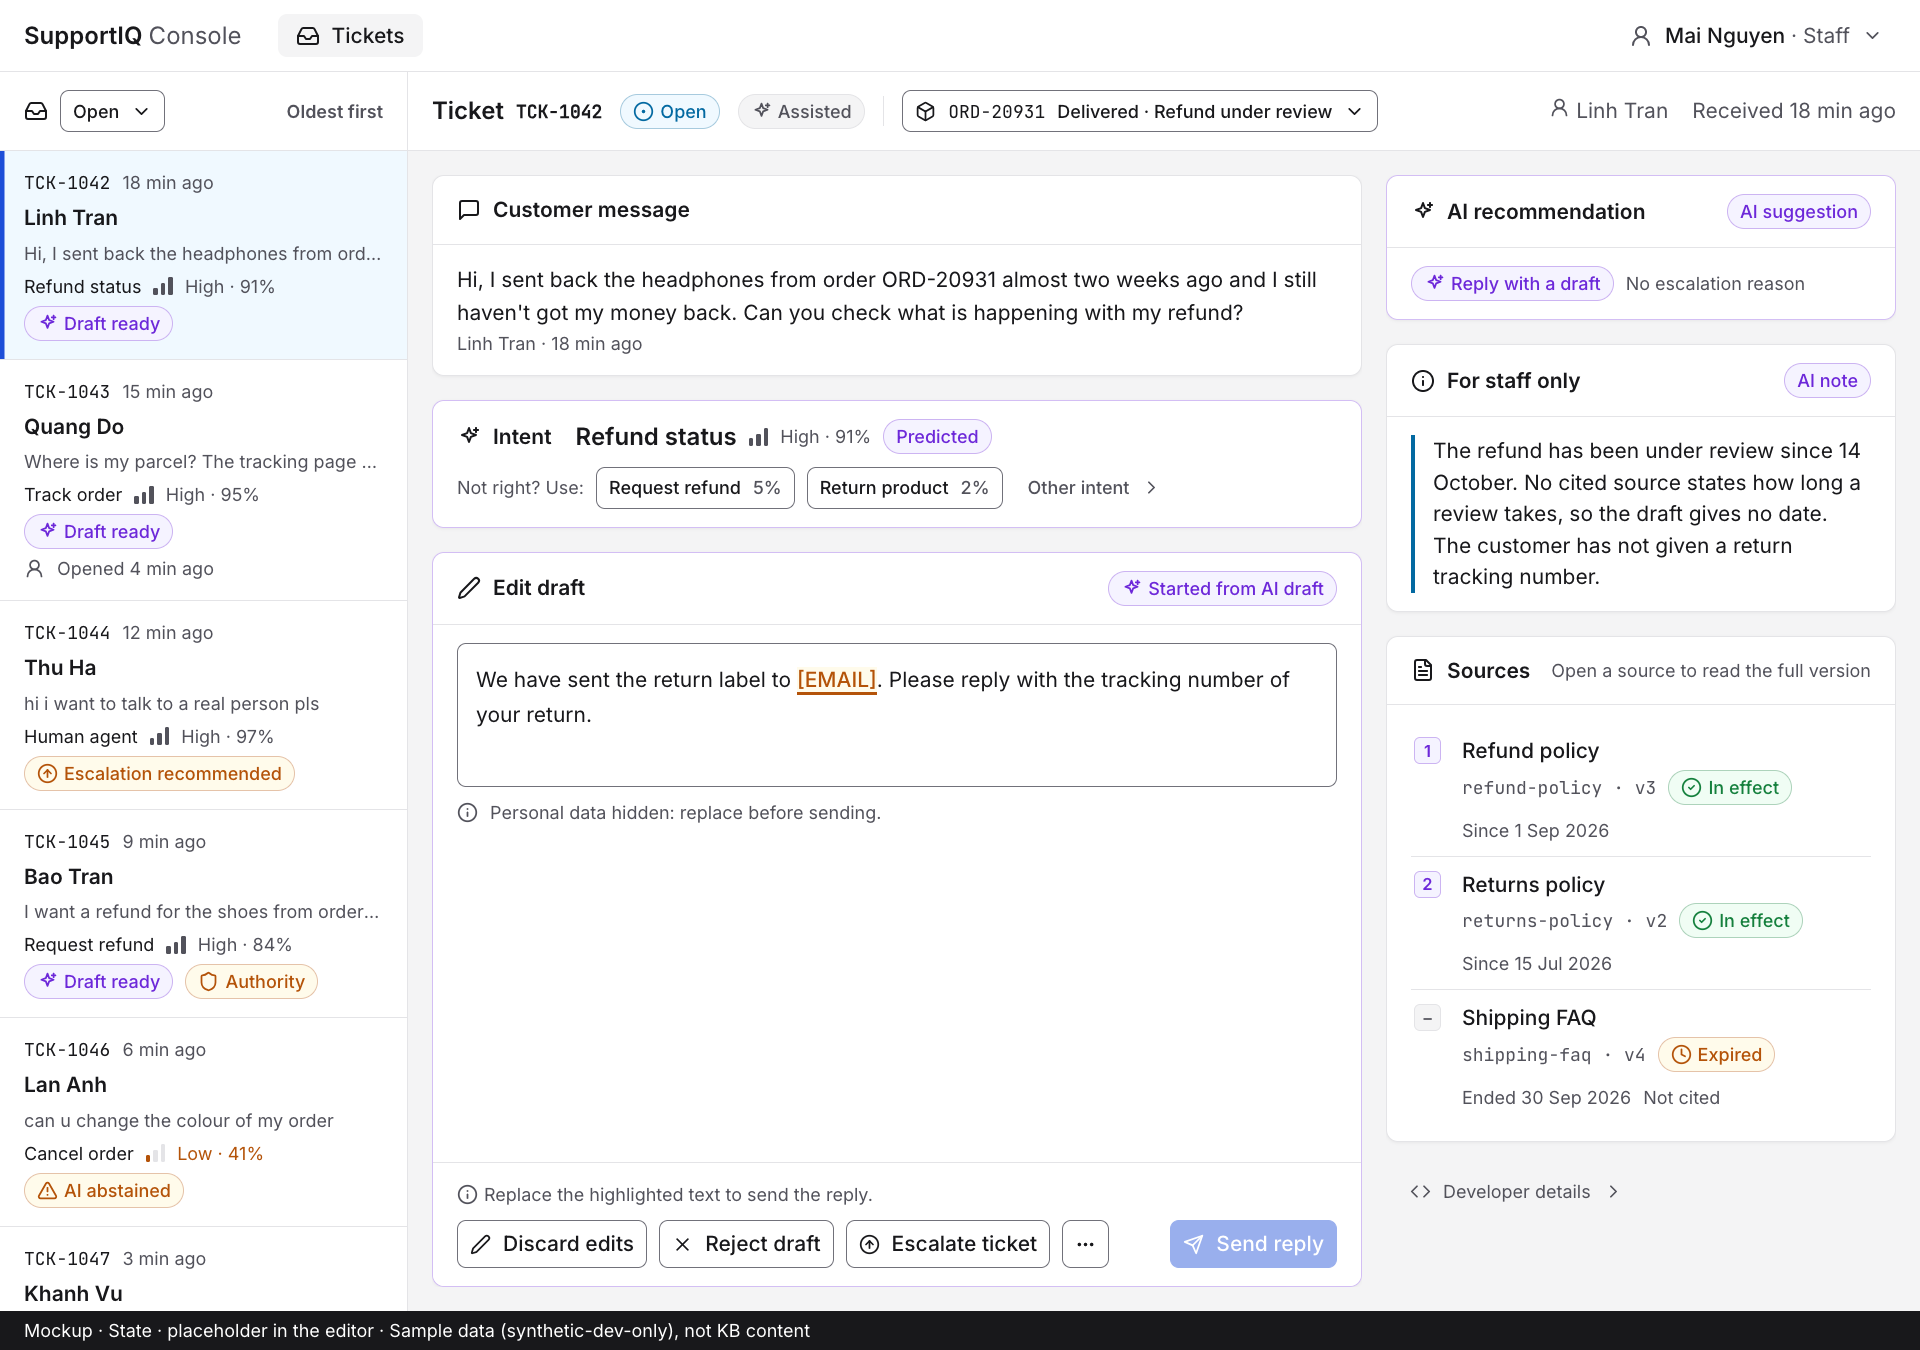 SupportIQ Console
Tickets
Mai Nguyen · Staff
Open
Oldest first
TCK-1042 18 min ago
Linh Tran
Hi, I sent back the headphones from ord...
Refund status High · 91%
Draft ready
TCK-1043 15 min ago
Quang Do
Where is my parcel? The tracking page ...
Track order High · 95%
Draft ready
Opened 4 min ago
TCK-1044 12 min ago
Thu Ha
hi i want to talk to a real person pls
Human agent High · 97%
Escalation recommended
TCK-1045 9 min ago
Bao Tran
I want a refund for the shoes from order...
Request refund High · 84%
Draft ready Authority
TCK-1046 6 min ago
Lan Anh
can u change the colour of my order
Cancel order Low · 41%
AI abstained
TCK-1047 3 min ago
Khanh Vu
Ticket TCK-1042 Open Assisted ORD-20931 Delivered · Refund under review Linh Tran Received 18 min ago
Customer message
Hi, I sent back the headphones from order ORD-20931 almost two weeks ago and I still
haven't got my money back. Can you check what is happening with my refund?
Linh Tran · 18 min ago
Intent Refund status High · 91% Predicted
Not right? Use: Request refund 5% Return product 2% Other intent
Edit draft Started from AI draft
We have sent the return label to [EMAIL]. Please reply with the tracking number of
your return.
Personal data hidden: replace before sending.
Replace the highlighted text to send the reply.
Discard edits Reject draft Escalate ticket ... Send reply
AI recommendation AI suggestion
Reply with a draft No escalation reason
For staff only AI note
The refund has been under review since 14
October. No cited source states how long a
review takes, so the draft gives no date.
The customer has not given a return
tracking number.
Sources Open a source to read the full version
1 Refund policy
refund-policy · v3 In effect
Since 1 Sep 2026
2 Returns policy
returns-policy · v2 In effect
Since 15 Jul 2026
– Shipping FAQ
shipping-faq · v4 Expired
Ended 30 Sep 2026 Not cited
Developer details
Mockup · State · placeholder in the editor · Sample data (synthetic-dev-only), not KB content